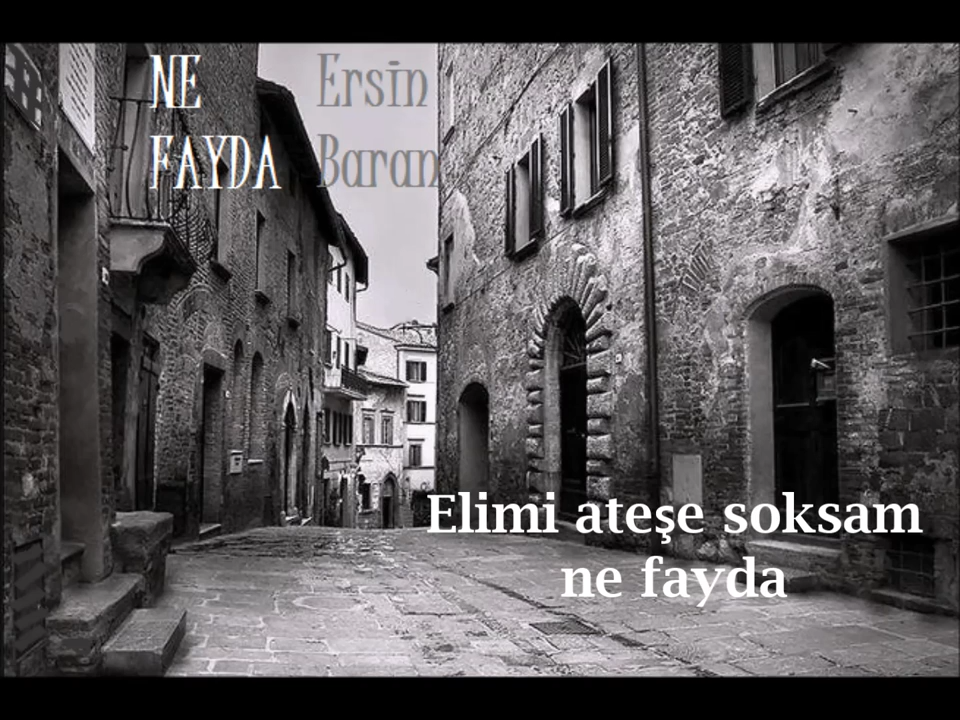 NE
FAYDA
Ersin
Baran
Elimi ateşe soksam
ne fayda